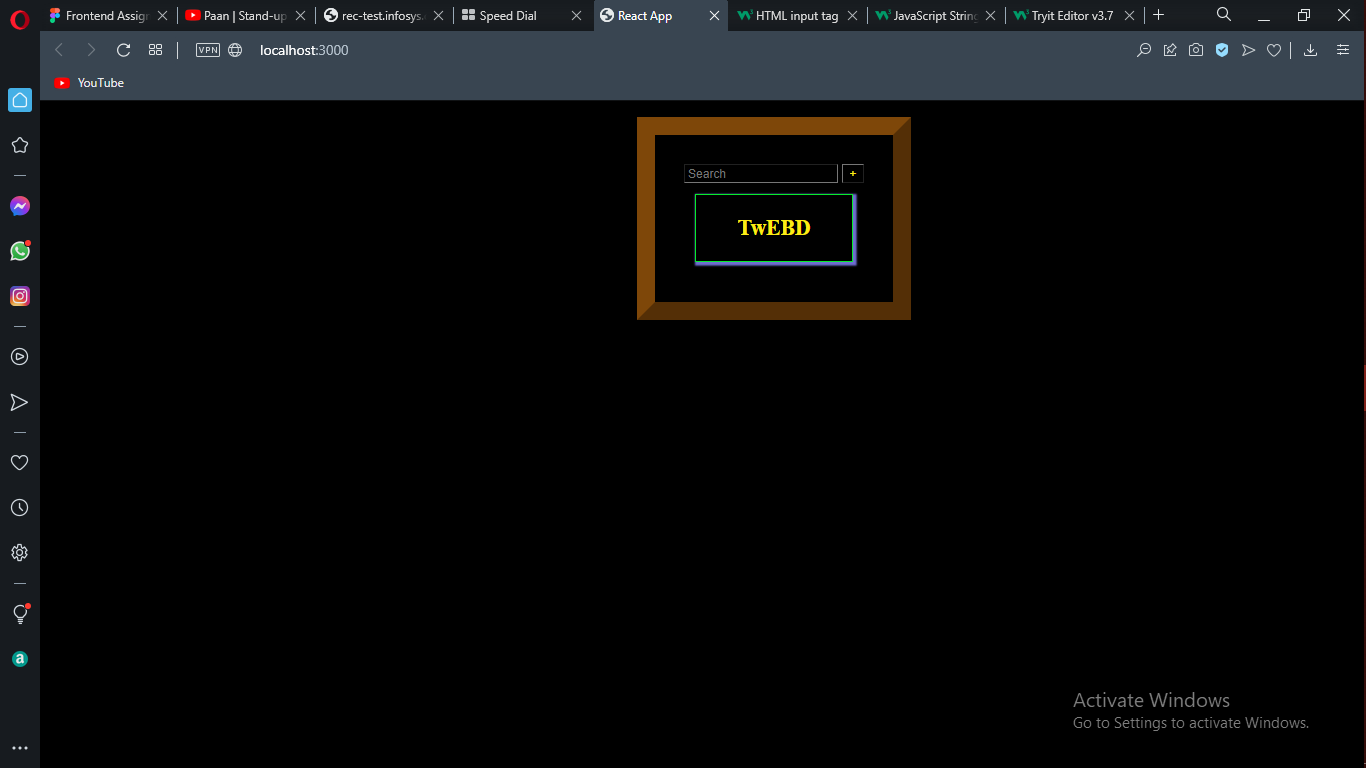 Frontend Assign
Paan | Stand-up
rec-test.infosys.
Speed Dial
React App
HTML input tag
JavaScript String
Tryit Editor v3.7
VPN
localhost:3000
YouTube
Search
+
TwEBD
Activate Windows
Go to Settings to activate Windows.